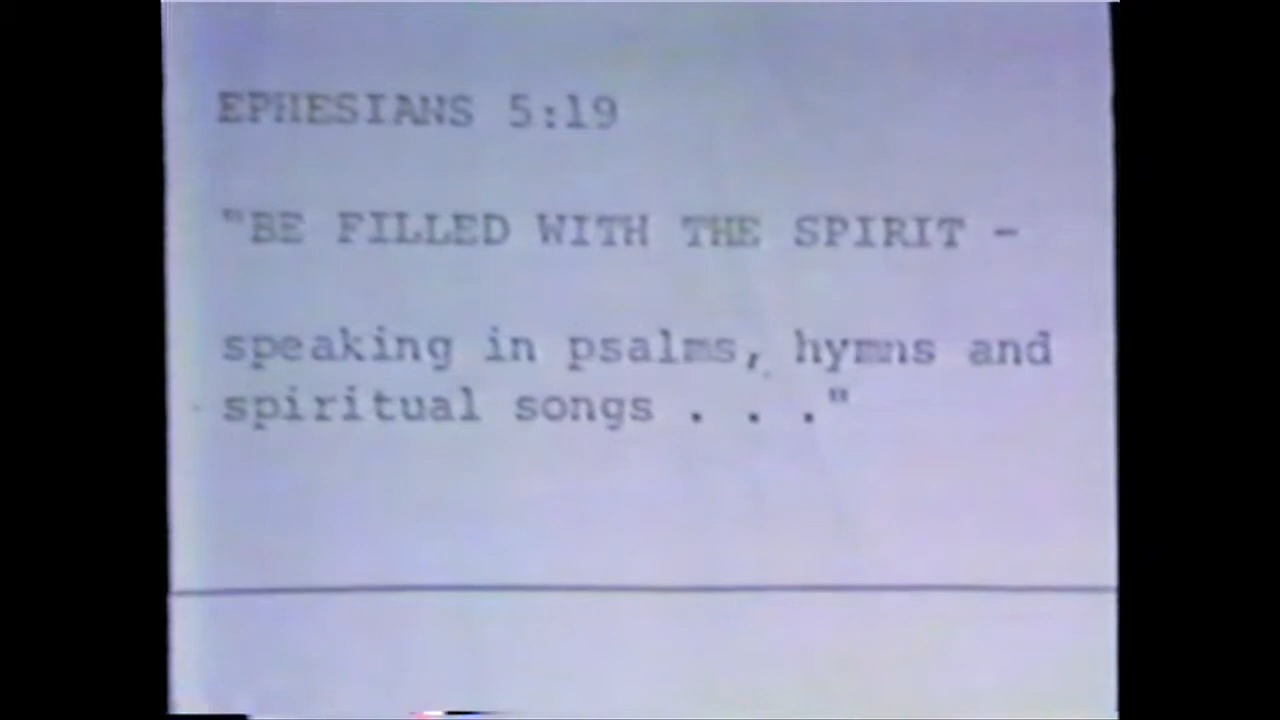 EPHESIANS 5:19
"BE FILLED WITH THE SPIRIT -
speaking in psalms, hymns and
spiritual songs . . ."